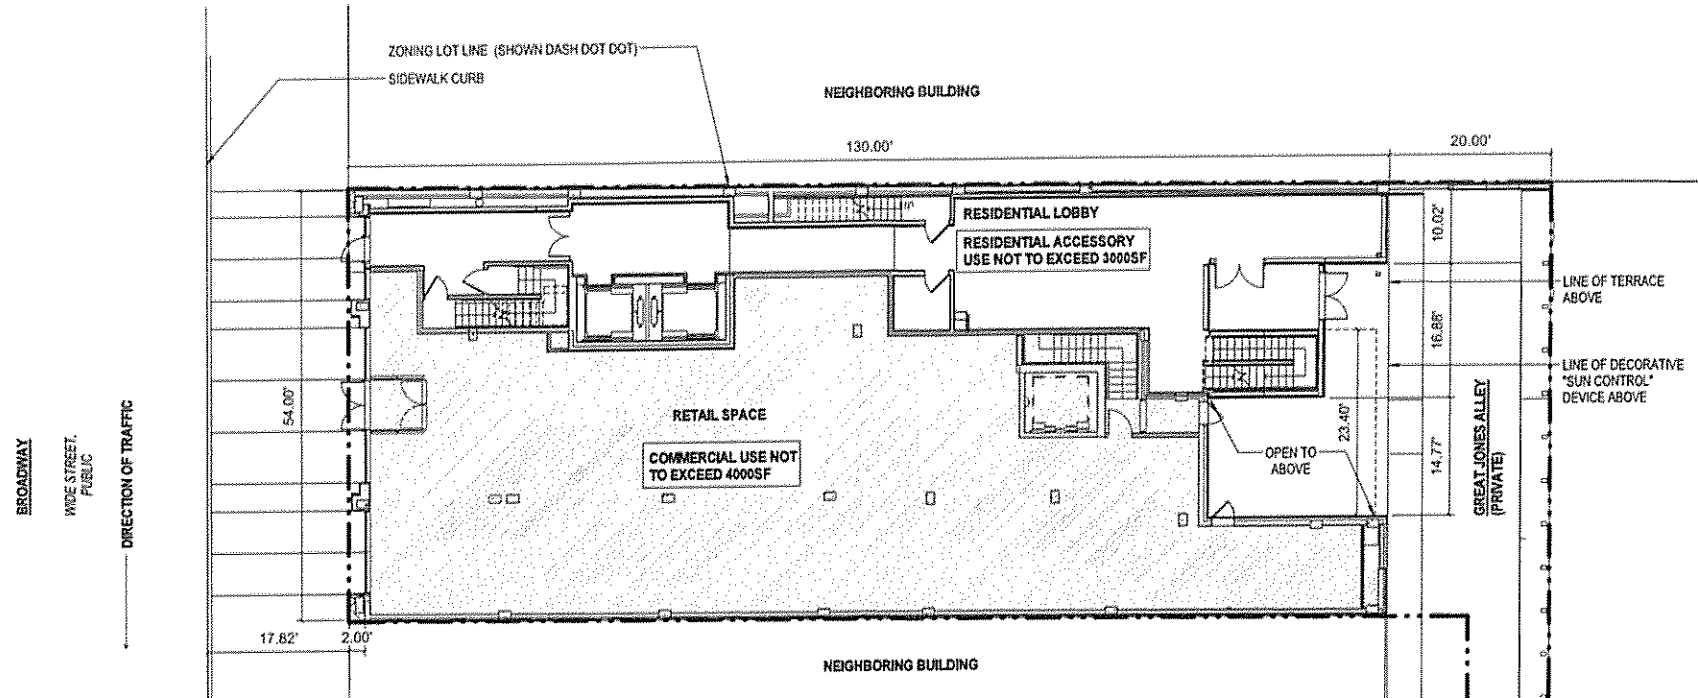 ZONING LOT LINE (SHOWN DASH DOT DOT)
SIDEWALK CURB
NEIGHBORING BUILDING
130.00'
20.00'
RESIDENTIAL LOBBY
RESIDENTIAL ACCESSORY
USE NOT TO EXCEED 3000SF
10.02'
LINE OF TERRACE
ABOVE
16.88'
LINE OF DECORATIVE
"SUN CONTROL"
DEVICE ABOVE
BROADWAY
WIDE STREET,
PUBLIC
DIRECTION OF TRAFFIC
54.00'
RETAIL SPACE
COMMERCIAL USE NOT
TO EXCEED 4000SF
23.40'
14.77'
OPEN TO
ABOVE
GREAT JONES ALLEY
(PRIVATE)
17.82'
2.00'
NEIGHBORING BUILDING